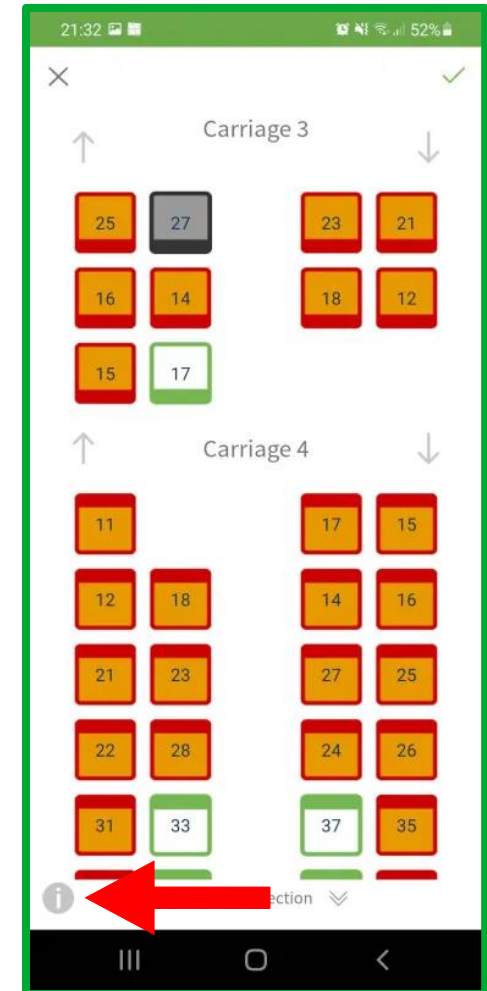 21:32 52%
Carriage 3
25 27 23 21
16 14 18 12
15 17
Carriage 4
11 17 15
12 18 14 16
21 23 27 25
22 28 24 26
31 33 37 35
i ection